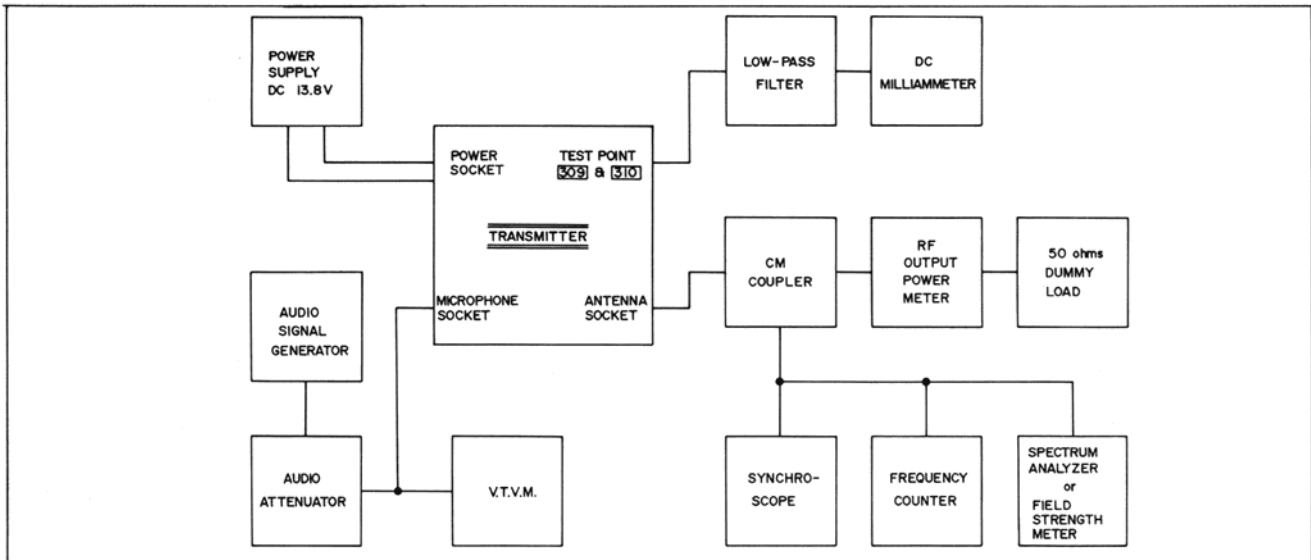 POWER
SUPPLY
DC 13.8V
LOW-PASS
FILTER
DC
MILLIAMMETER
POWER
SOCKET
TEST POINT
309 & 310
TRANSMITTER
MICROPHONE
SOCKET
ANTENNA
SOCKET
CM
COUPLER
RF
OUTPUT
POWER
METER
50 ohms
DUMMY
LOAD
AUDIO
SIGNAL
GENERATOR
AUDIO
ATTENUATOR
V.T.V.M.
SYNCHRO-
SCOPE
FREQUENCY
COUNTER
SPECTRUM
ANALYZER
or
FIELD
STRENGTH
METER